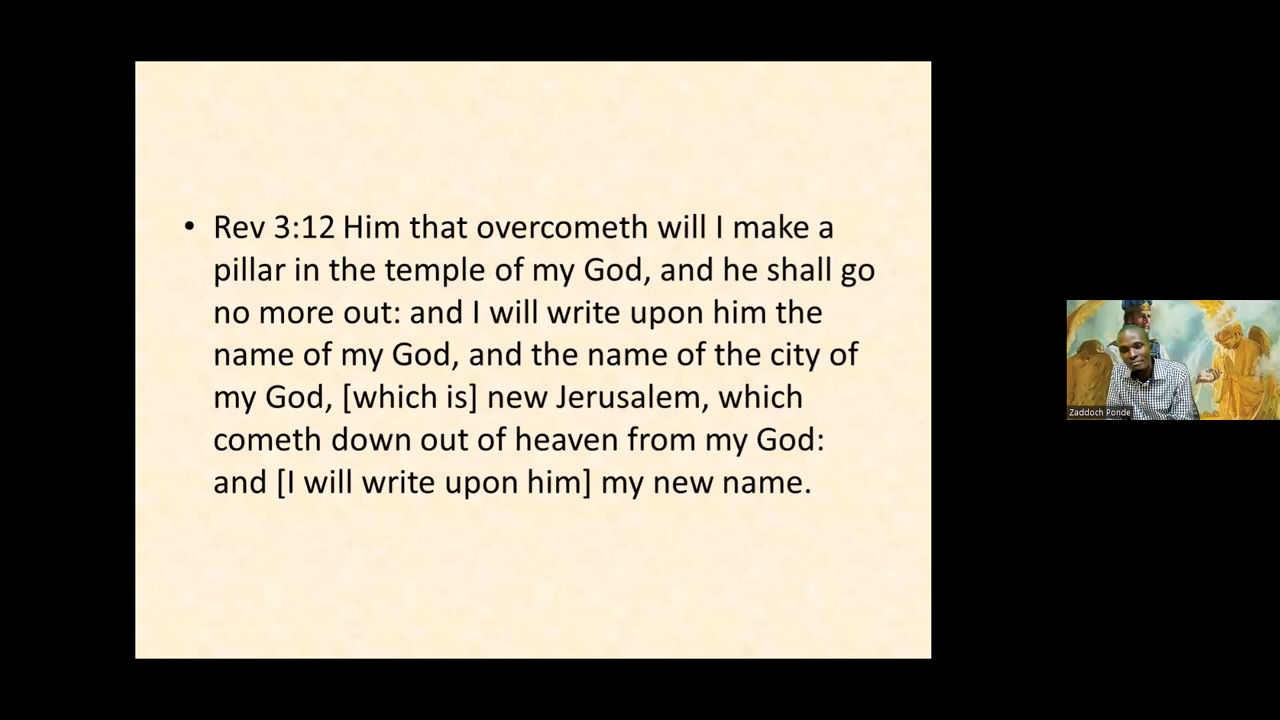 • Rev 3:12 Him that overcometh will I make a
pillar in the temple of my God, and he shall go
no more out: and I will write upon him the
name of my God, and the name of the city of
my God, [which is] new Jerusalem, which
cometh down out of heaven from my God:
and [I will write upon him] my new name.
Zaddoch Ponde